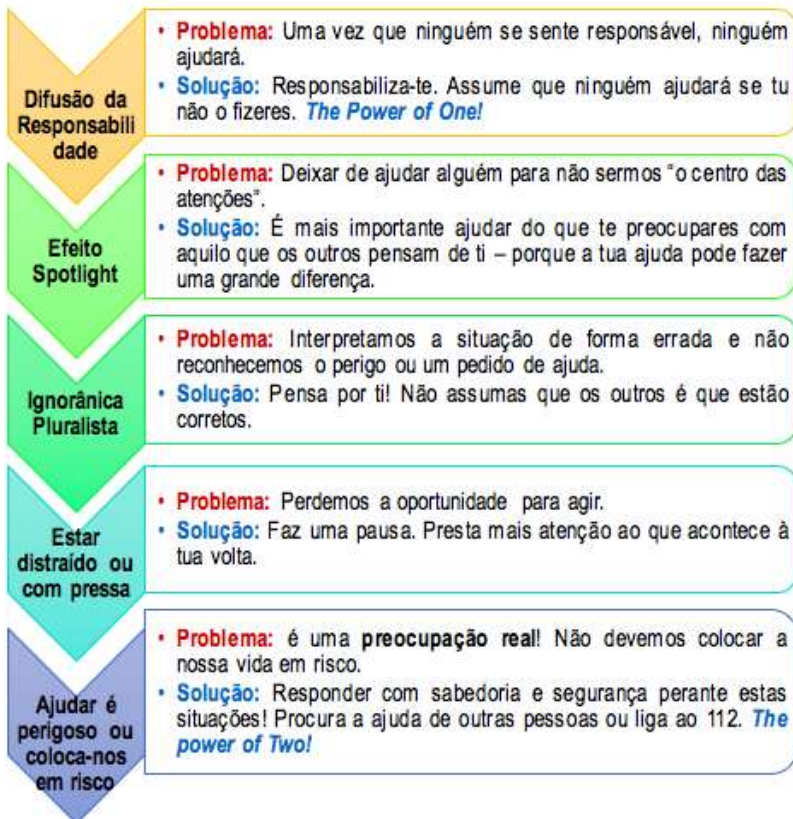 Difusão da
Responsabili
dade
• Problema: Uma vez que ninguém se sente responsável, ninguém
ajudará.
• Solução: Responsabiliza-te. Assume que ninguém ajudará se tu
não o fizeres. The Power of One!
Efeito
Spotlight
• Problema: Deixar de ajudar alguém para não sermos “o centro das
atenções”.
• Solução: É mais importante ajudar do que te preocupares com
aquilo que os outros pensam de ti – porque a tua ajuda pode fazer
uma grande diferença.
Ignorânica
Pluralista
• Problema: Interpretamos a situação de forma errada e não
reconhecemos o perigo ou um pedido de ajuda.
• Solução: Pensa por ti! Não assumas que os outros é que estão
corretos.
Estar
distraído ou
com pressa
• Problema: Perdemos a oportunidade para agir.
• Solução: Faz uma pausa. Presta mais atenção ao que acontece à
tua volta.
Ajudar é
perigoso ou
coloca-nos
em risco
• Problema: é uma preocupação real! Não devemos colocar a
nossa vida em risco.
• Solução: Responder com sabedoria e segurança perante estas
situações! Procura a ajuda de outras pessoas ou liga ao 112. The
power of Two!